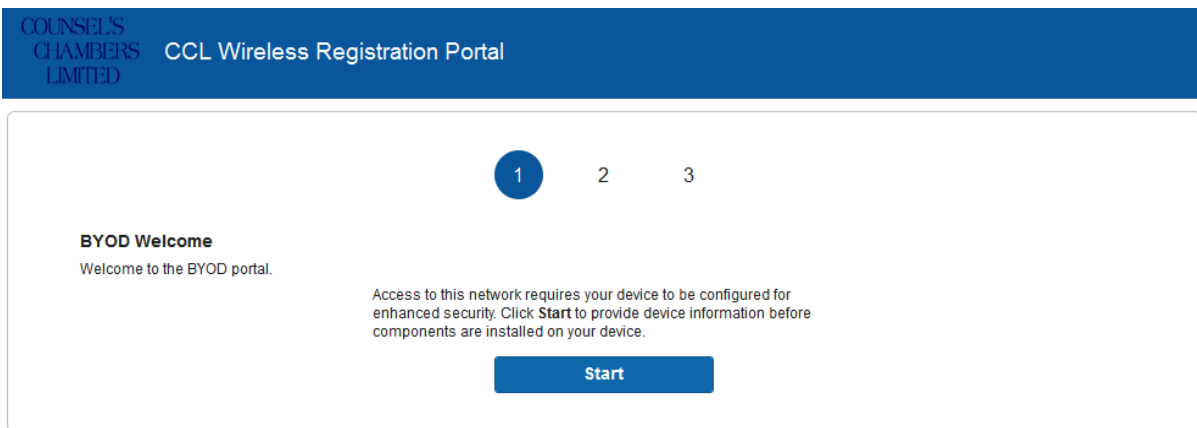 COUNSEL'S
CHAMBERS
LIMITED
CCL Wireless Registration Portal
1 2 3
BYOD Welcome
Welcome to the BYOD portal.
Access to this network requires your device to be configured for
enhanced security. Click Start to provide device information before
components are installed on your device.
Start